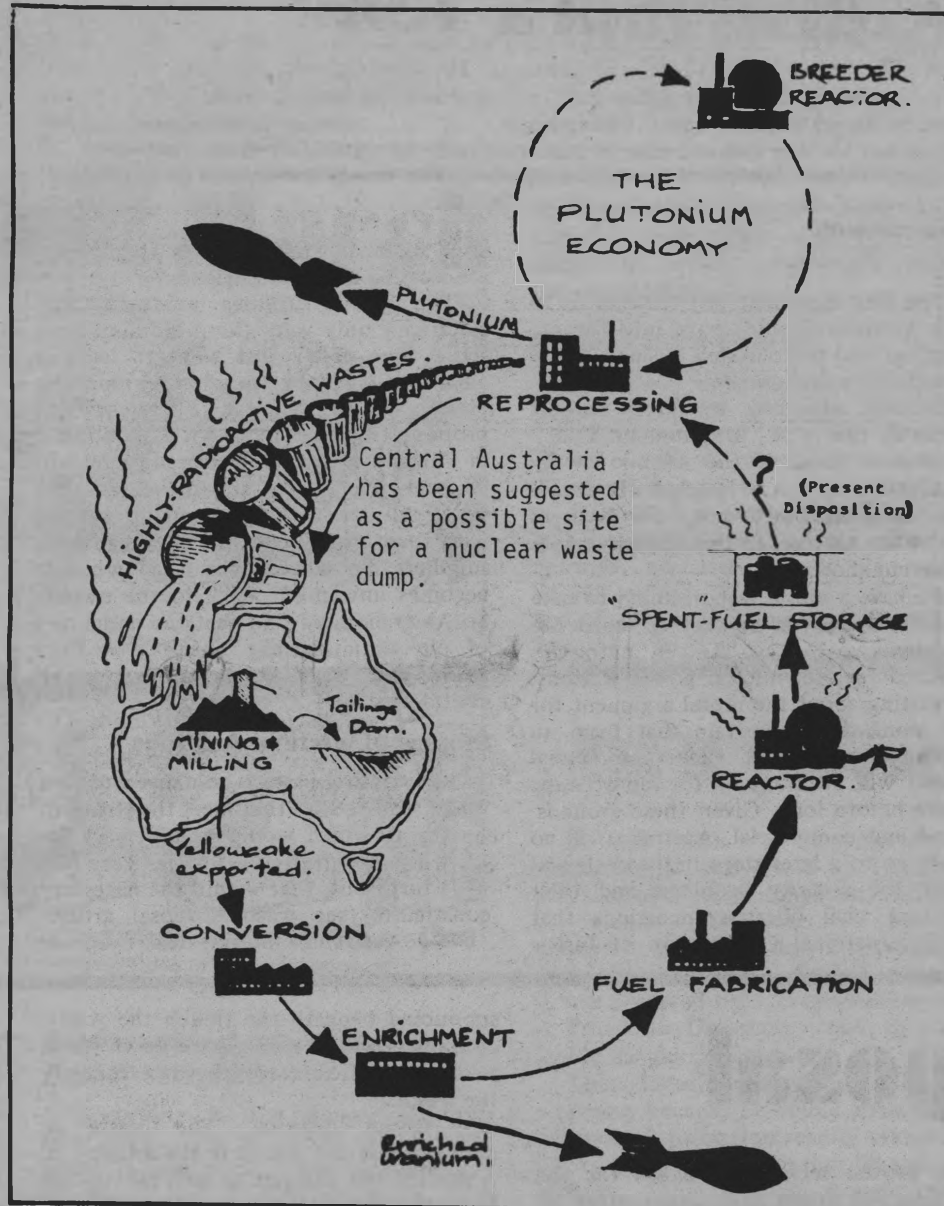 BREEDER
REACTOR.
THE
PLUTONIUM
ECONOMY
PLUTONIUM
HIGHLY-RADIOACTIVE WASTES.
REPROCESSING
Central Australia
has been suggested
as a possible site
for a nuclear waste
dump.
?
(Present
Disposition)
"SPENT-FUEL STORAGE
REACTOR.
Tailings
Dam.
MINING &
MILLING
Yellowcake
exported.
CONVERSION
FUEL FABRICATION
ENRICHMENT
Enriched
uranium.